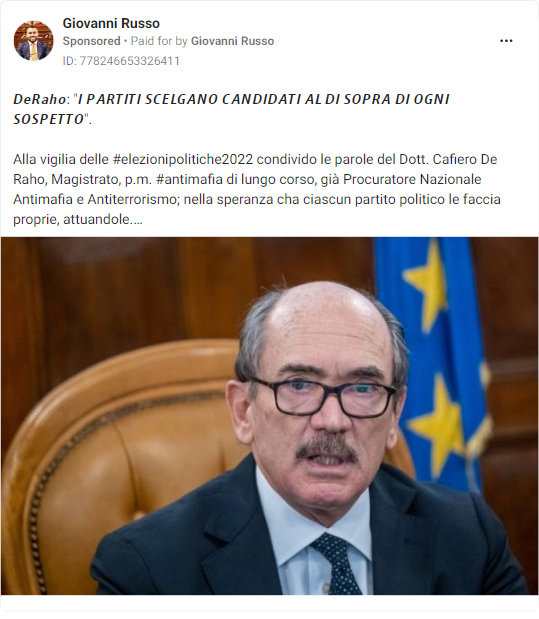 Giovanni Russo
Sponsored • Paid for by Giovanni Russo
ID: 778246653326411
DeRaho: "I PARTITI SCELGANO CANDIDATI AL DI SOPRA DI OGNI
SOSPETTO".
Alla vigilia delle #elezionipolitiche2022 condivido le parole del Dott. Cafiero De
Raho, Magistrato, p.m. #antimafia di lungo corso, già Procuratore Nazionale
Antimafia e Antiterrorismo; nella speranza cha ciascun partito politico le faccia
proprie, attuandole....